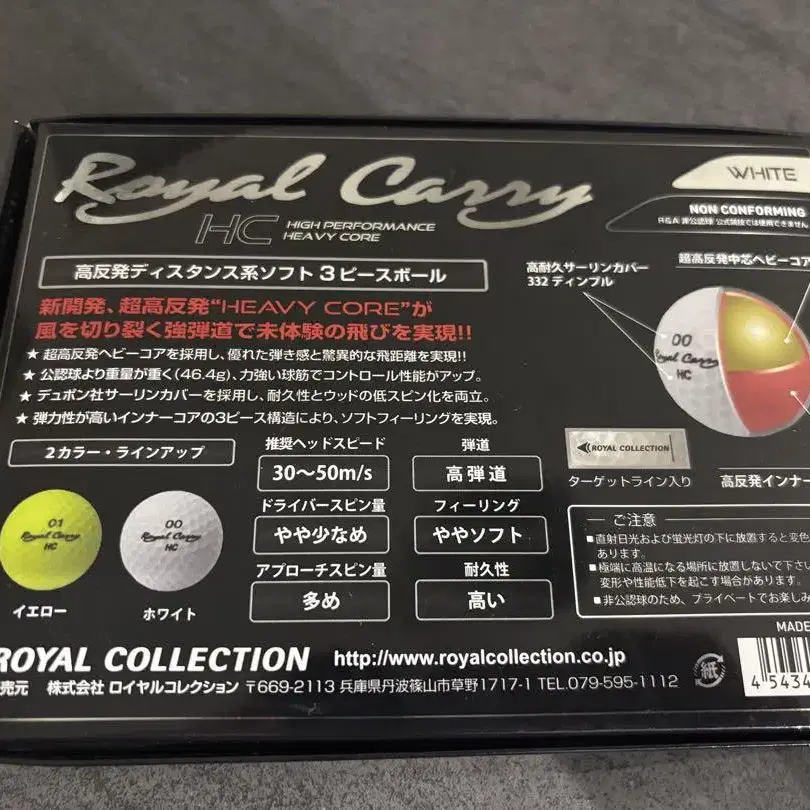 Royal Carry
HC HIGH PERFORMANCE
HEAVY CORE
WHITE
NON CONFORMING
R&A 非公認球 公式競技では使用できません
高反発ディスタンス系ソフト3ピースボール
新開発、超高反発“HEAVY CORE”が
風を切り裂く強弾道で未体験の飛びを実現!!
★ 超高反発ヘビーコアを採用し、優れた弾き感と驚異的な飛距離を実現!!
★ 公認球より重量が重く(46.4g)、力強い球筋でコントロール性能がアップ。
★ デュポン社サーリンカバーを採用し、耐久性とウッドの低スピン化を両立。
★ 弾力性が高いインナーコアの3ピース構造により、ソフトフィーリングを実現。
高耐久サーリンカバー
332 ディンプル
超高反発中芯ヘビーコア
00
Royal Carry
HC
ROYAL COLLECTION
ターゲットライン入り
高反発インナー
2カラー・ラインアップ
01
Royal Carry
HC
イエロー
00
Royal Carry
HC
ホワイト
推奨ヘッドスピード
30〜50m/s
弾道
高弾道
ドライバースピン量
やや少なめ
フィーリング
ややソフト
アプローチスピン量
多め
耐久性
高い
ご注意
■直射日光および蛍光灯の下に放置すると変色
あります。
■極端に高温になる場所に放置しないで下さい
変形や性能低下を起こす場合があります。
■非公認球のため、プライベートでお楽しみ
MADE
ROYAL COLLECTION http://www.royalcollection.co.jp
売元 株式会社 ロイヤルコレクション 〒669-2113 兵庫県丹波篠山市草野1717-1 TEL.079-595-1112
紙
4 5434